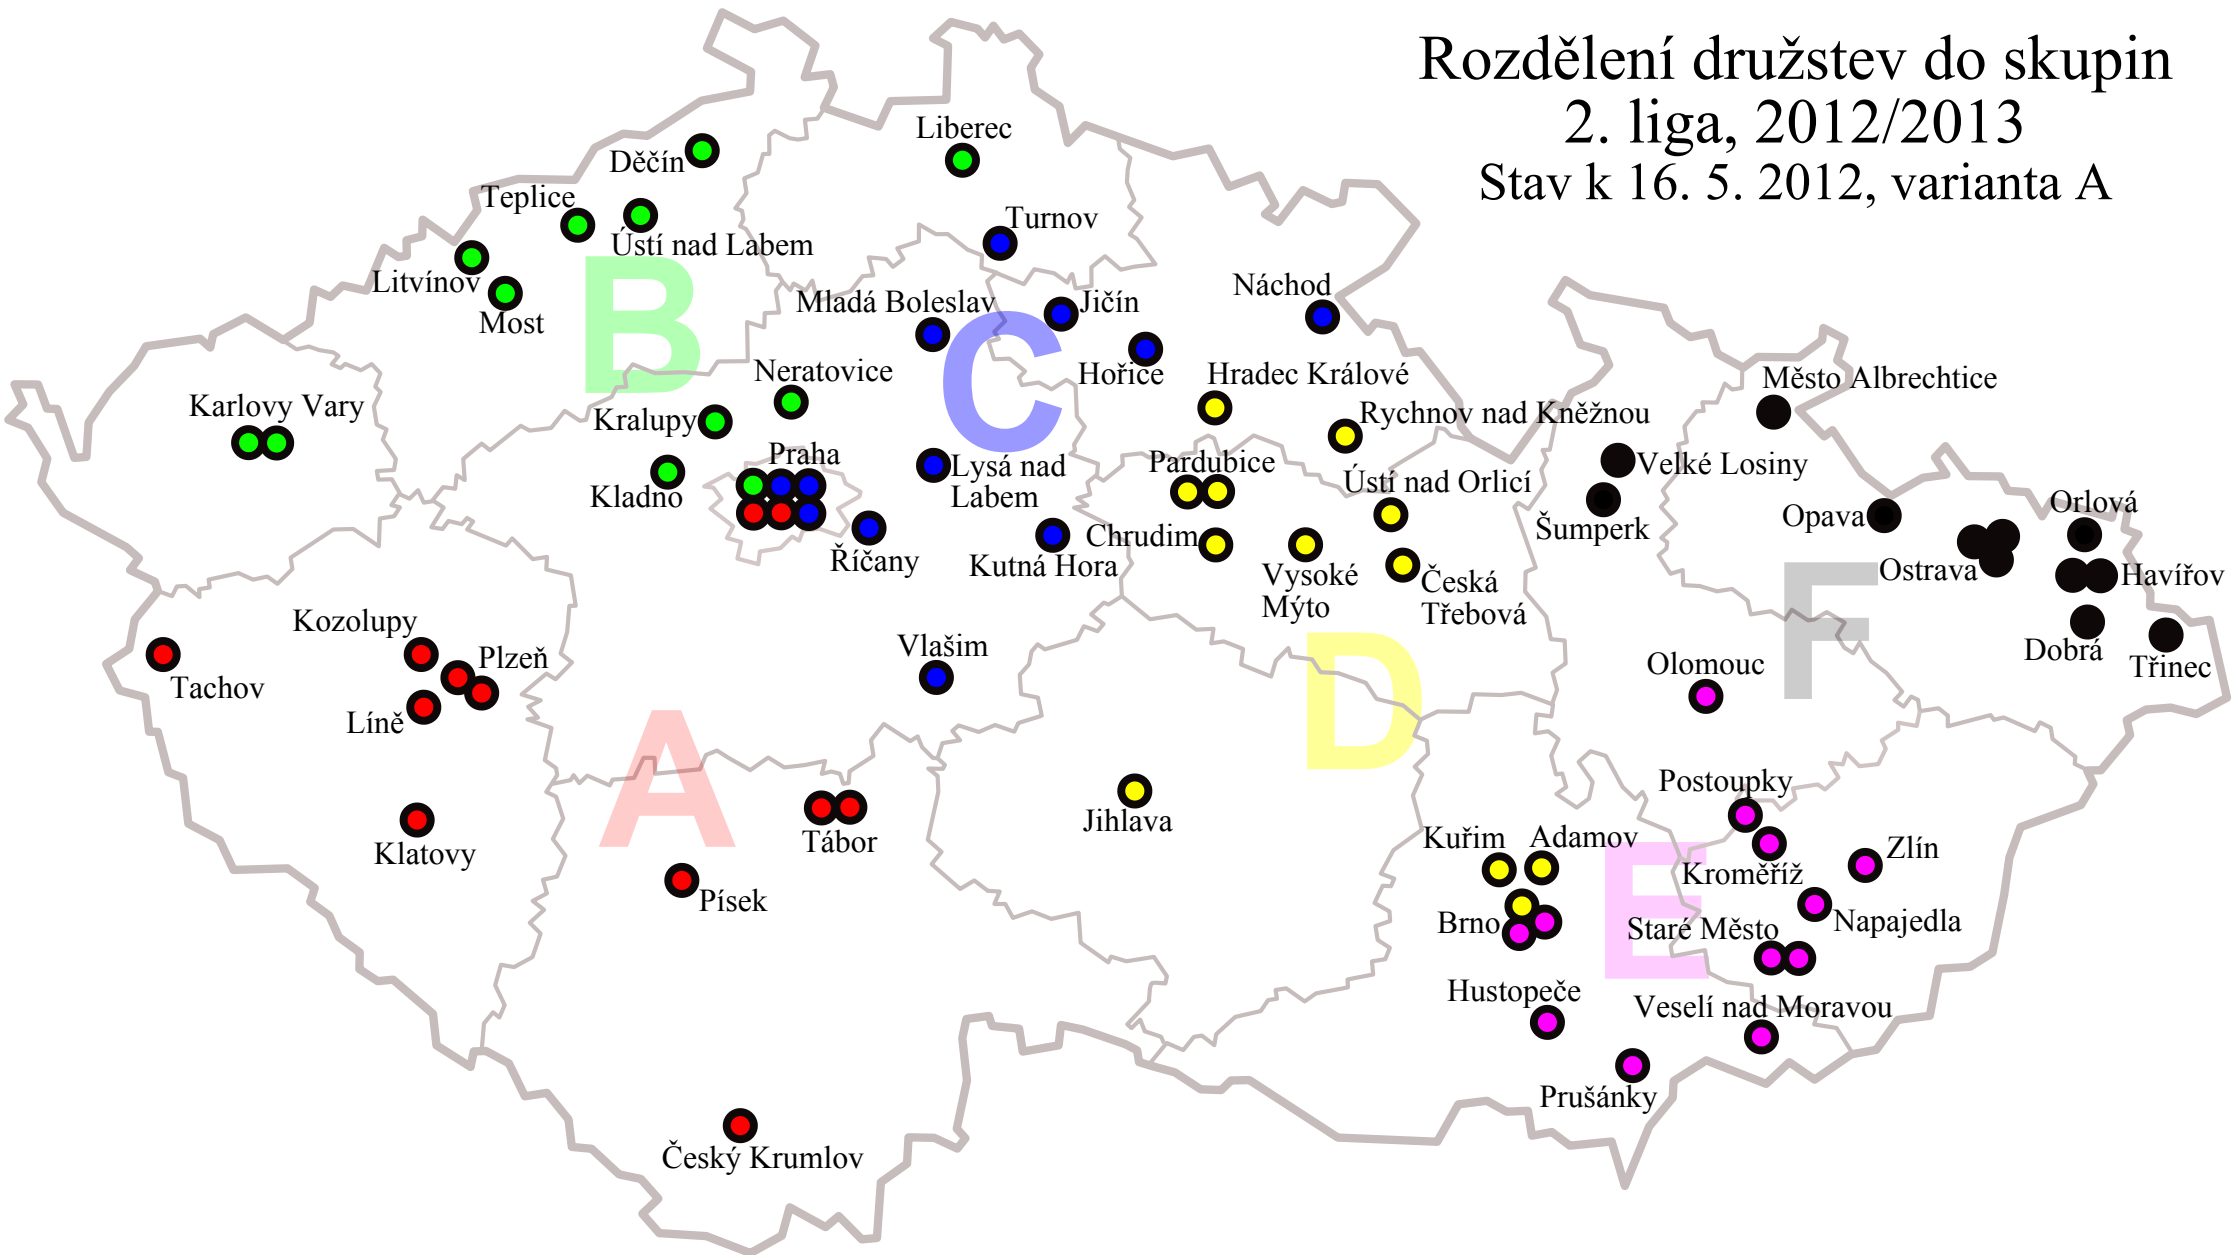 Rozdělení družstev do skupin
2. liga, 2012/2013
Stav k 16. 5. 2012, varianta A
Liberec
Děčín
Teplice
Turnov
Ústí nad Labem
Litvínov
Náchod
Mladá Boleslav
Jičín
Most
B
C
Neratovice
Hořice
Hradec Králové
Město Albrechtice
Karlovy Vary
Kralupy
Rychnov nad Kněžnou
Praha
Pardubice
Velké Losiny
Kladno
Lysá nad
Labem
Ústí nad Orlicí
Orlová
Opava
Šumperk
Chrudim
Říčany
Kutná Hora
Vysoké
Mýto
Česká
Třebová
Ostrava
Havířov
Kozolupy
F
Vlašim
Plzeň
Dobrá
Třinec
Tachov
Olomouc
D
Líně
A
Postoupky
Jihlava
Tábor
Kuřim
Adamov
Zlín
Klatovy
Kroměříž
E
Písek
Brno
Staré Město
Napajedla
Hustopeče
Veselí nad Moravou
Prušánky
Český Krumlov